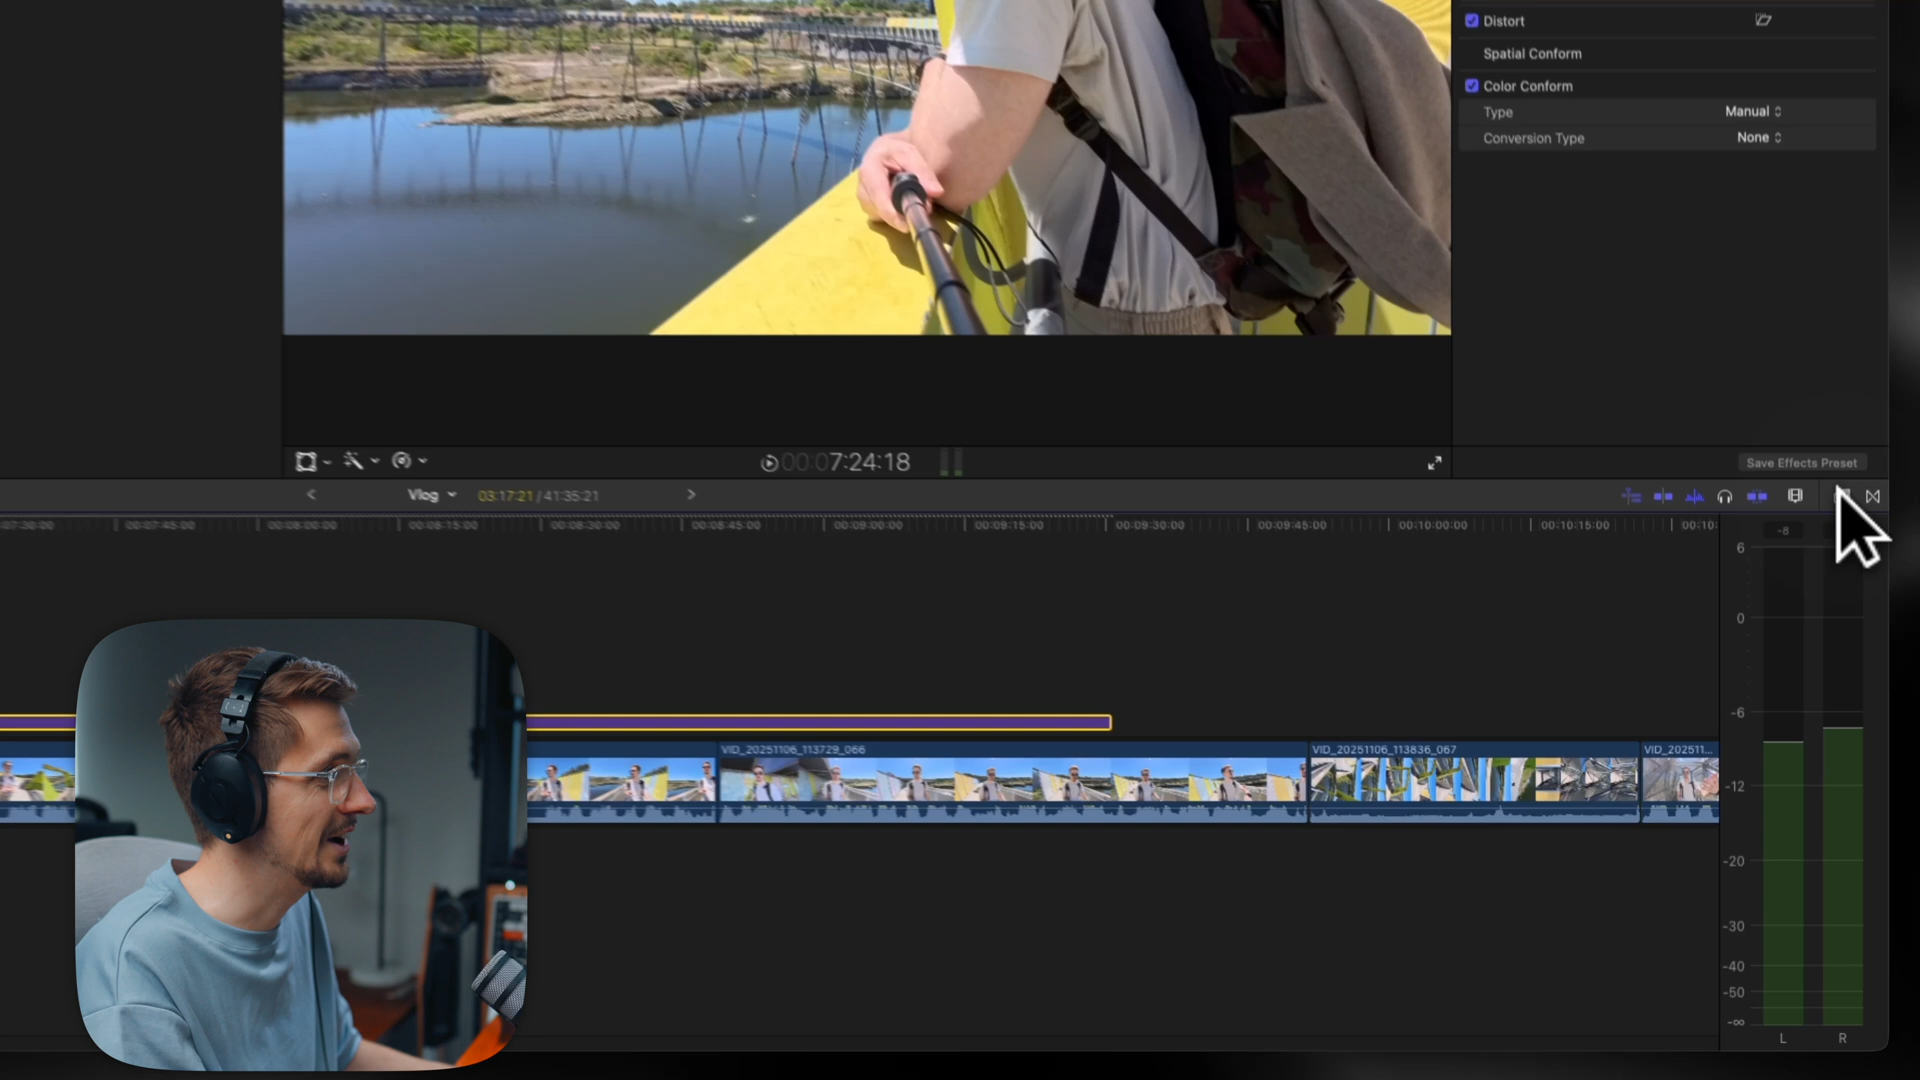 Distort
Spatial Conform
Color Conform
Type Manual
Conversion Type None
00:07:24:18
Save Effects Preset
Vlog 03:17:21 / 41:35:21
00:07:45:00 00:08:00:00 00:08:15:00 00:08:30:00 00:08:45:00 00:09:00:00 00:09:15:00 00:09:30:00 00:09:45:00 00:10:00:00 00:10:15:00 00:10:
-8
6
0
-6
VID_20251106_113729_066 VID_20251106_113836_067 VID_202511...
-12
-20
-30
-40
-50
-∞
L R